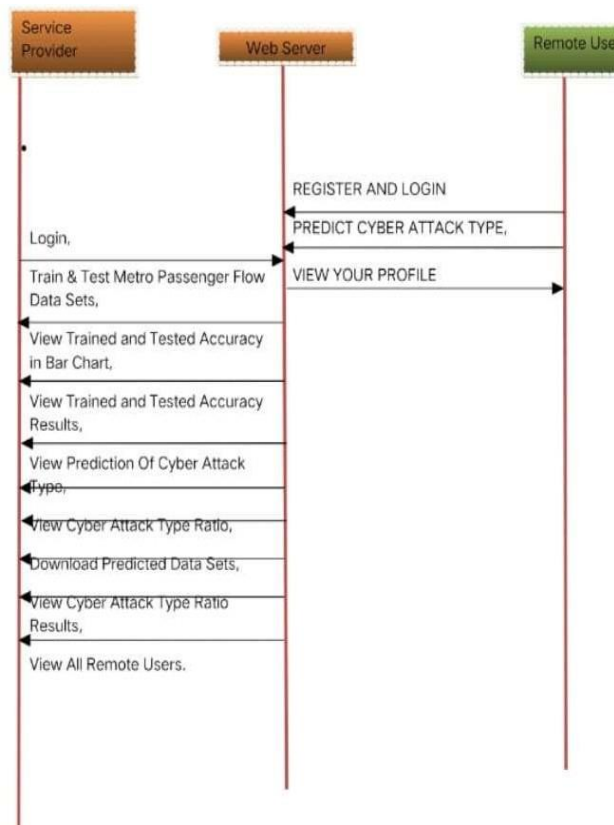 Service
Provider
Web Server
Remote Use
REGISTER AND LOGIN
PREDICT CYBER ATTACK TYPE,
VIEW YOUR PROFILE
Login,
Train & Test Metro Passenger Flow
Data Sets,
View Trained and Tested Accuracy
in Bar Chart,
View Trained and Tested Accuracy
Results,
View Prediction Of Cyber Attack
Type,
View Cyber Attack Type Ratio,
Download Predicted Data Sets,
View Cyber Attack Type Ratio
Results,
View All Remote Users.